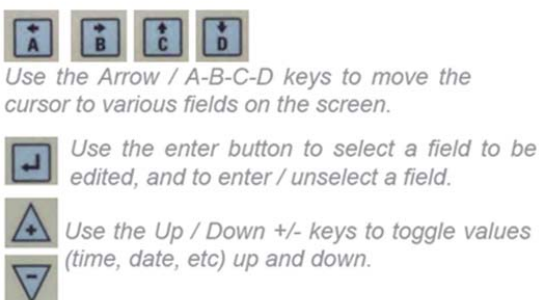 A B C D
Use the Arrow / A-B-C-D keys to move the
cursor to various fields on the screen.
Use the enter button to select a field to be
edited, and to enter / unselect a field.
+
Use the Up / Down +/- keys to toggle values
(time, date, etc) up and down.
-